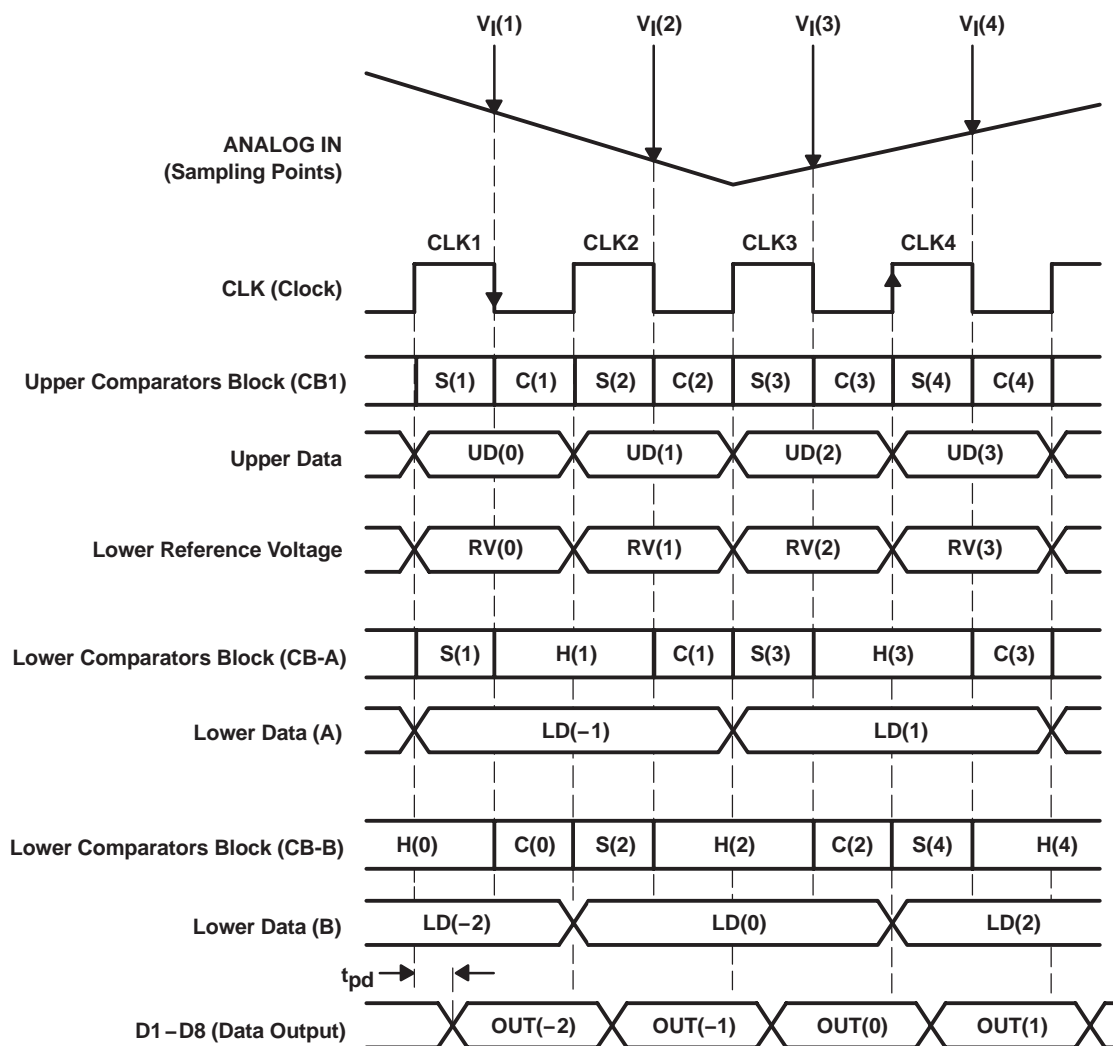 VI(1) VI(2) VI(3) VI(4)
ANALOG IN
(Sampling Points)
CLK1 CLK2 CLK3 CLK4
CLK (Clock)
Upper Comparators Block (CB1) S(1) C(1) S(2) C(2) S(3) C(3) S(4) C(4)
Upper Data UD(0) UD(1) UD(2) UD(3)
Lower Reference Voltage RV(0) RV(1) RV(2) RV(3)
Lower Comparators Block (CB-A) S(1) H(1) C(1) S(3) H(3) C(3)
Lower Data (A) LD(−1) LD(1)
Lower Comparators Block (CB-B) H(0) C(0) S(2) H(2) C(2) S(4) H(4)
Lower Data (B) LD(−2) LD(0) LD(2)
tpd
D1–D8 (Data Output) OUT(−2) OUT(−1) OUT(0) OUT(1)